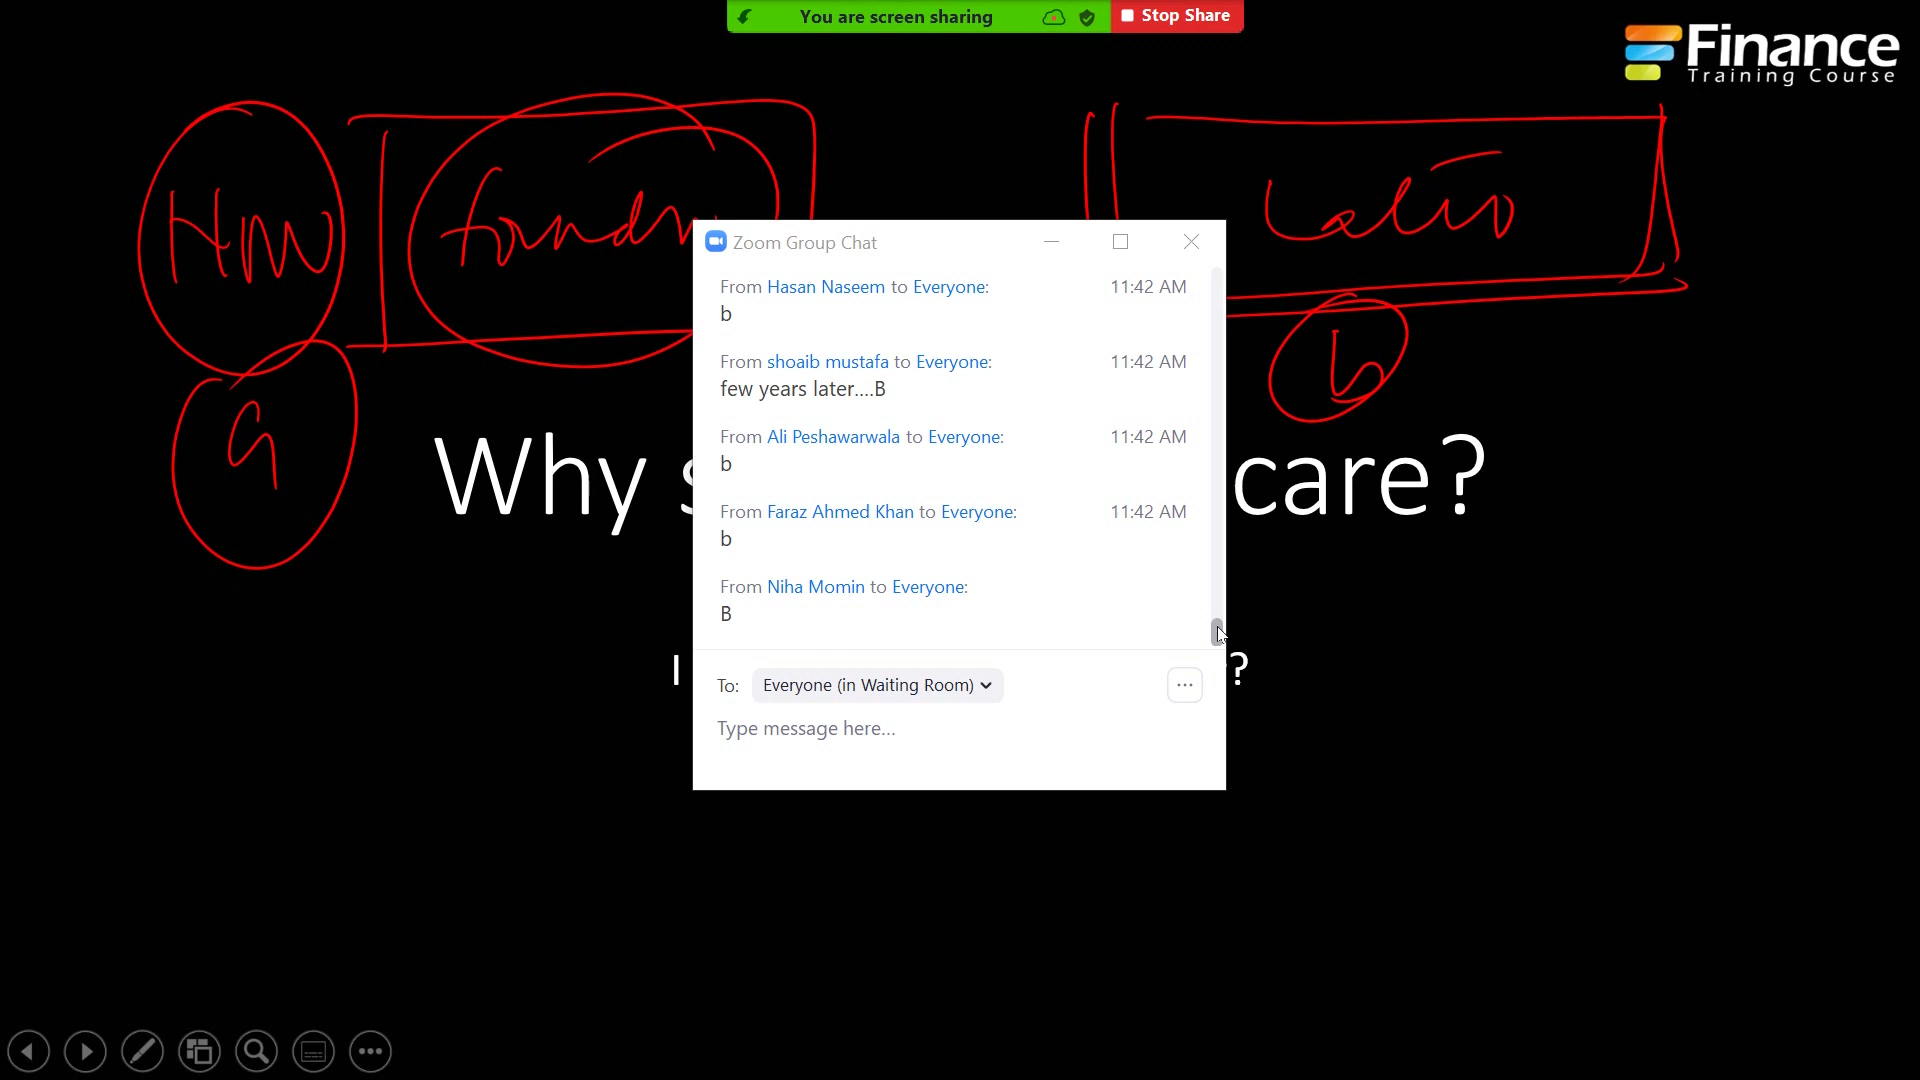 You are screen sharing
Stop Share
Finance
Training Course
Zoom Group Chat
From Hasan Naseem to Everyone: 11:42 AM
b
From shoaib mustafa to Everyone: 11:42 AM
few years later....B
From Ali Peshawarwala to Everyone: 11:42 AM
b
From Faraz Ahmed Khan to Everyone: 11:42 AM
b
From Niha Momin to Everyone:
B
To: Everyone (in Waiting Room)
Type message here...
b
Why s care?
I ?